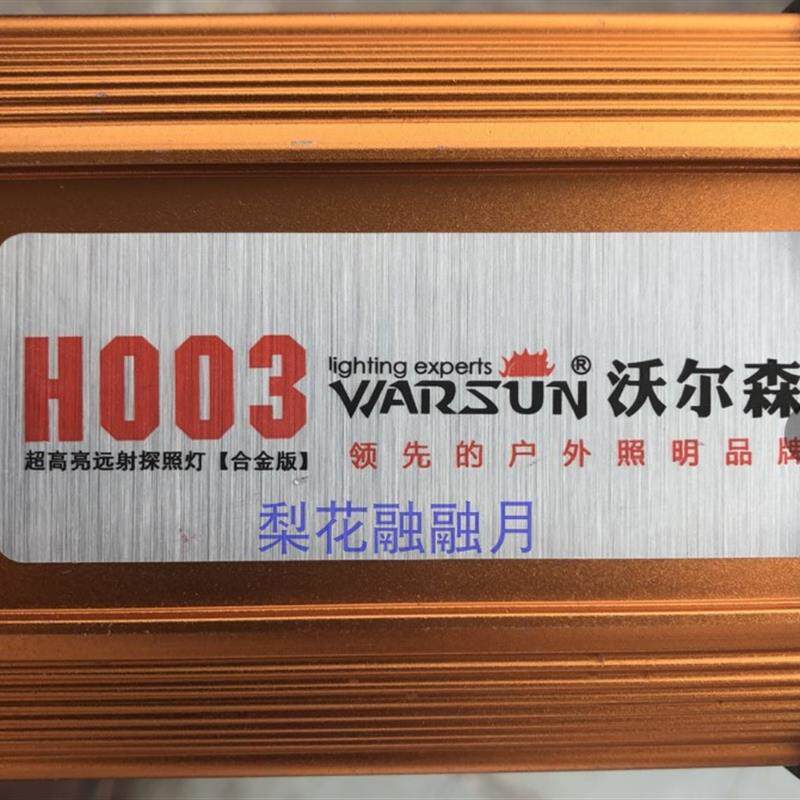 H003
超高亮远射探照灯【合金版】
lighting experts
WARSUN® 沃尔森
领先的户外照明品牌
梨花融融月